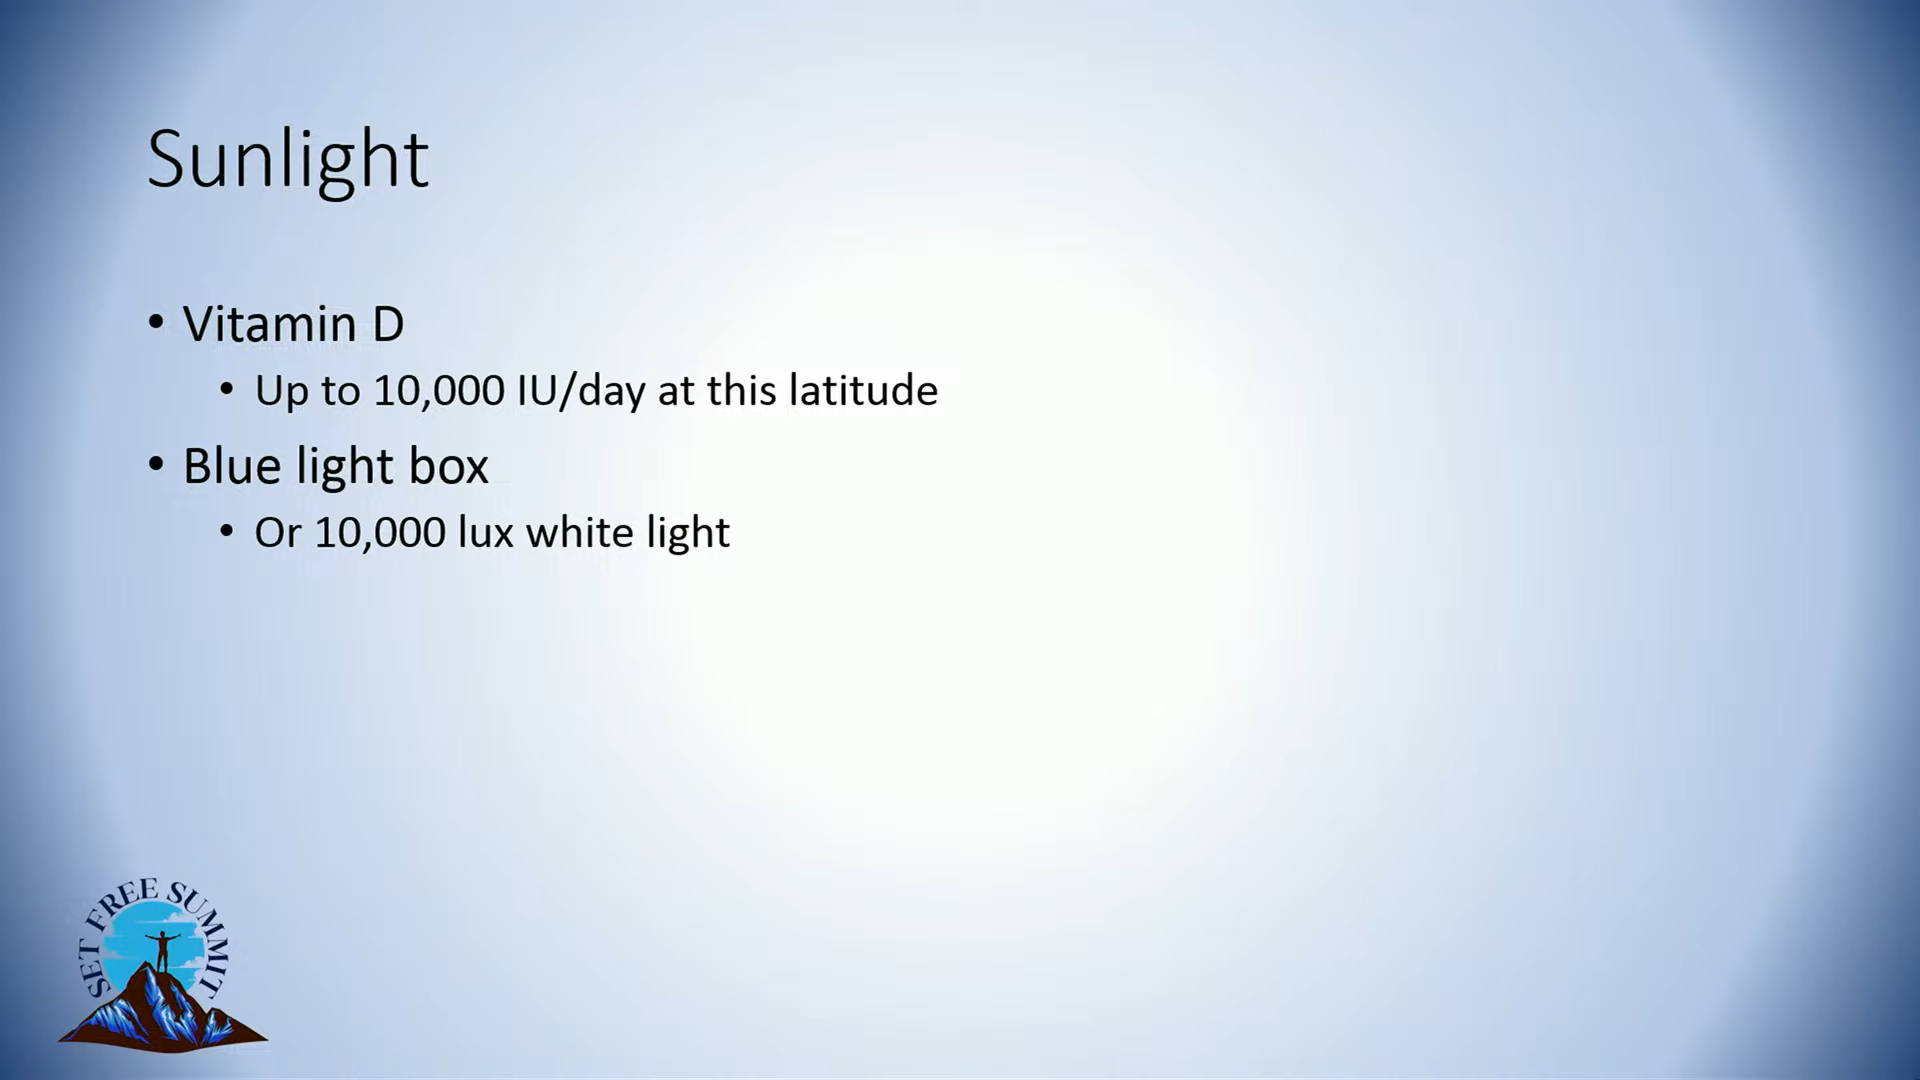 Sunlight
• Vitamin D
• Up to 10,000 IU/day at this latitude
• Blue light box
• Or 10,000 lux white light
SET FREE SUMMIT